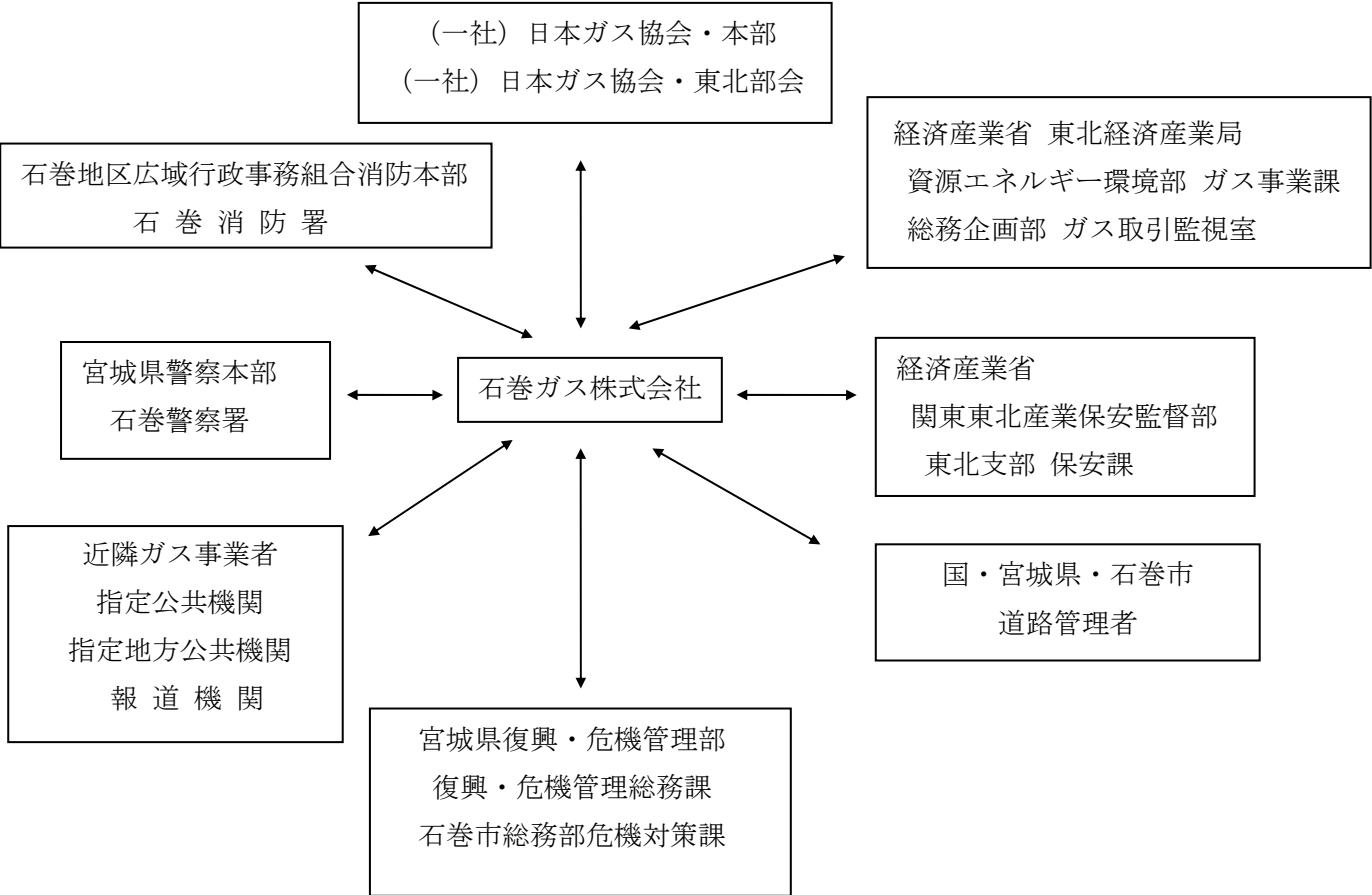 （一社）日本ガス協会・本部
（一社）日本ガス協会・東北部会
経済産業省 東北経済産業局
資源エネルギー環境部 ガス事業課
総務企画部 ガス取引監視室
石巻地区広域行政事務組合消防本部
石 巻 消 防 署
宮城県警察本部
石巻警察署
石巻ガス株式会社
経済産業省
関東東北産業保安監督部
東北支部 保安課
近隣ガス事業者
指定公共機関
指定地方公共機関
報 道 機 関
国・宮城県・石巻市
道路管理者
宮城県復興・危機管理部
復興・危機管理総務課
石巻市総務部危機対策課